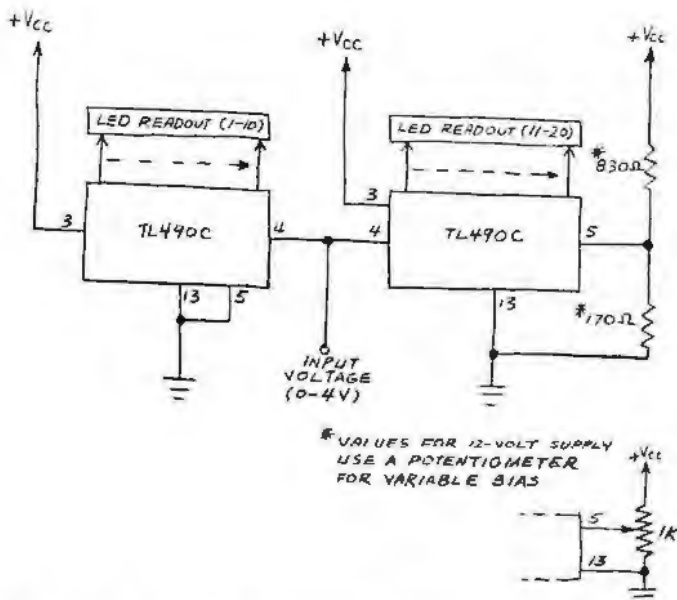 +Vcc
+Vcc
+Vcc
LED READOUT (1-10)
LED READOUT (11-20)
*830Ω
3
TL490C
4
3
4
TL490C
5
13
5
13
*170Ω
INPUT
VOLTAGE
(0-4V)
* VALUES FOR 12-VOLT SUPPLY
USE A POTENTIOMETER
FOR VARIABLE BIAS
+Vcc
5
1K
13